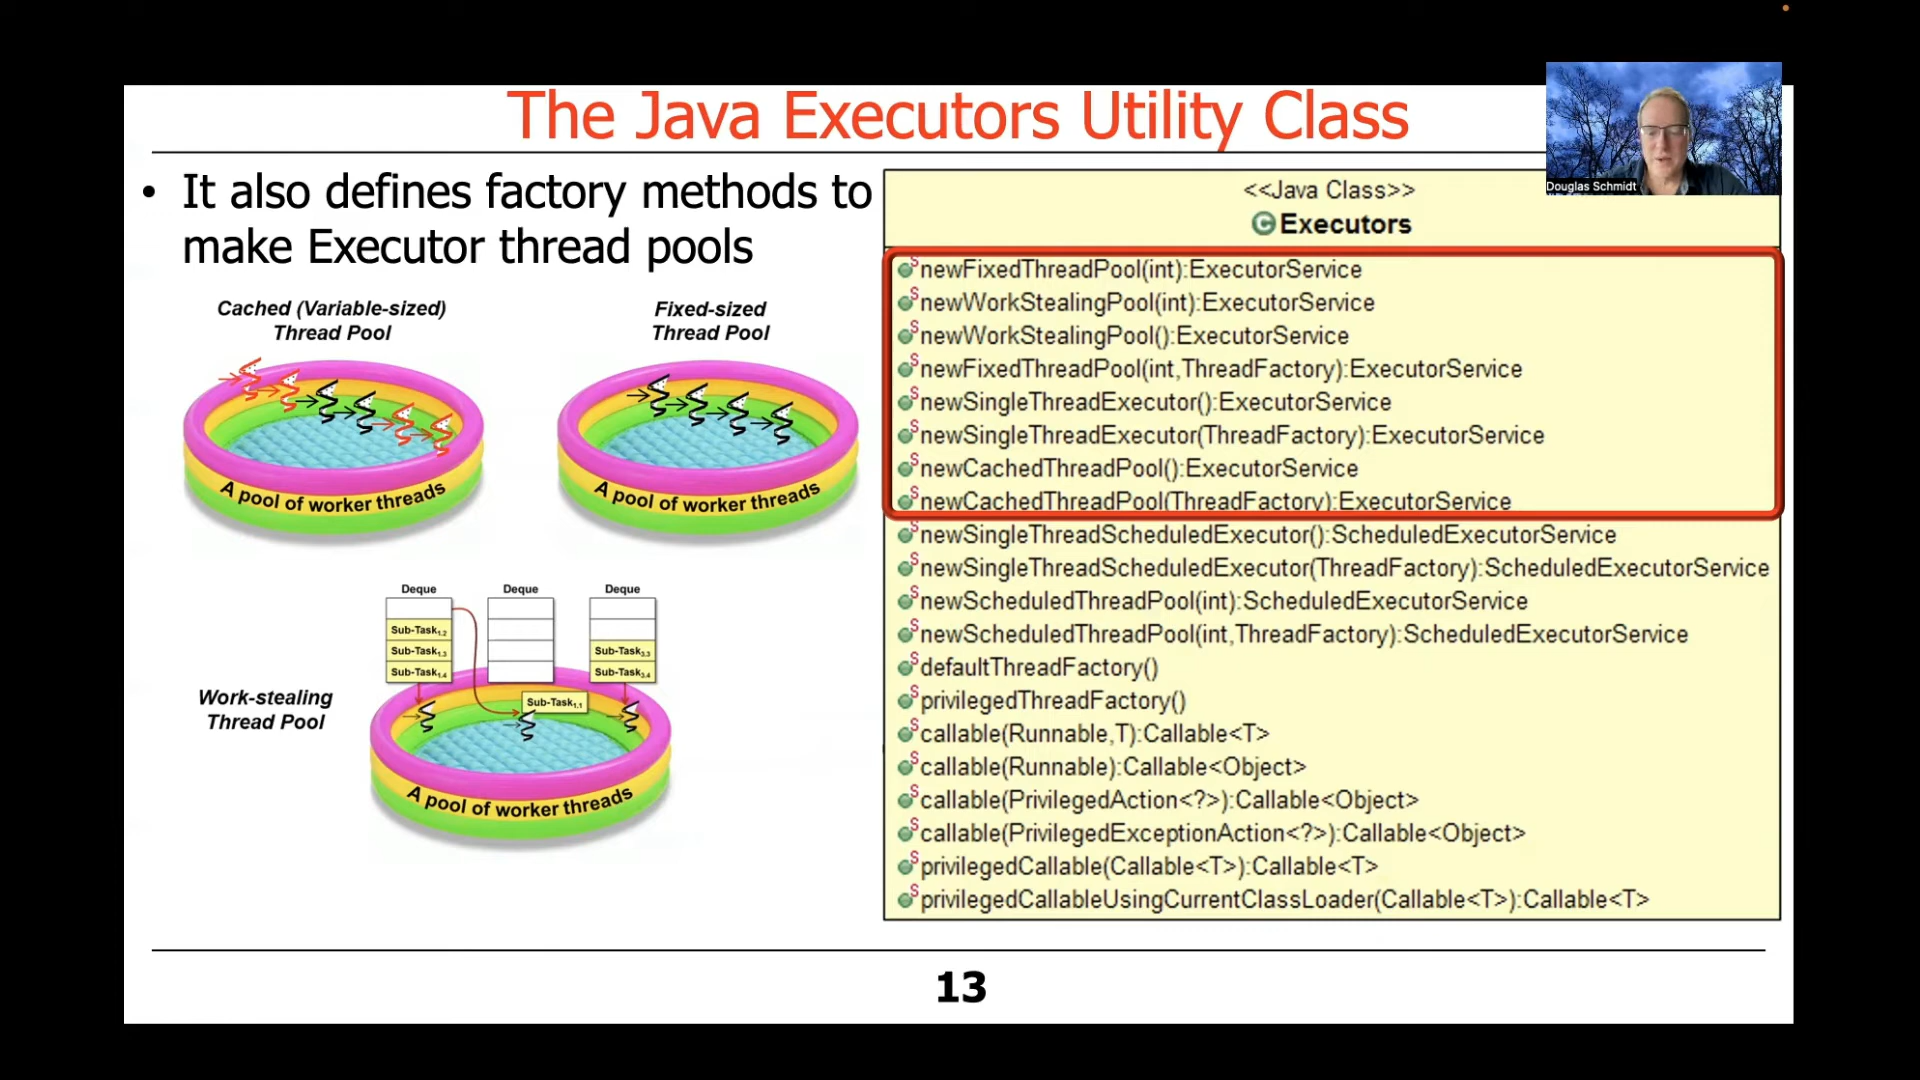 The Java Executors Utility Class
Douglas Schmidt
• It also defines factory methods to
make Executor thread pools
Cached (Variable-sized)
Thread Pool
Fixed-sized
Thread Pool
A pool of worker threads
A pool of worker threads
Deque
Deque
Deque
Sub-Task1.2
Sub-Task1.3
Sub-Task1.4
Sub-Task3.3
Sub-Task3.4
Sub-Task1.1
Work-stealing
Thread Pool
A pool of worker threads
<<Java Class>>
C Executors
S newFixedThreadPool(int):ExecutorService
S newWorkStealingPool(int):ExecutorService
S newWorkStealingPool():ExecutorService
S newFixedThreadPool(int,ThreadFactory):ExecutorService
S newSingleThreadExecutor():ExecutorService
S newSingleThreadExecutor(ThreadFactory):ExecutorService
S newCachedThreadPool():ExecutorService
S newCachedThreadPool(ThreadFactory):ExecutorService
S newSingleThreadScheduledExecutor():ScheduledExecutorService
S newSingleThreadScheduledExecutor(ThreadFactory):ScheduledExecutorService
S newScheduledThreadPool(int):ScheduledExecutorService
S newScheduledThreadPool(int,ThreadFactory):ScheduledExecutorService
S defaultThreadFactory()
S privilegedThreadFactory()
S callable(Runnable,T):Callable<T>
S callable(Runnable):Callable<Object>
S callable(PrivilegedAction<?>):Callable<Object>
S callable(PrivilegedExceptionAction<?>):Callable<Object>
S privilegedCallable(Callable<T>):Callable<T>
S privilegedCallableUsingCurrentClassLoader(Callable<T>):Callable<T>
13